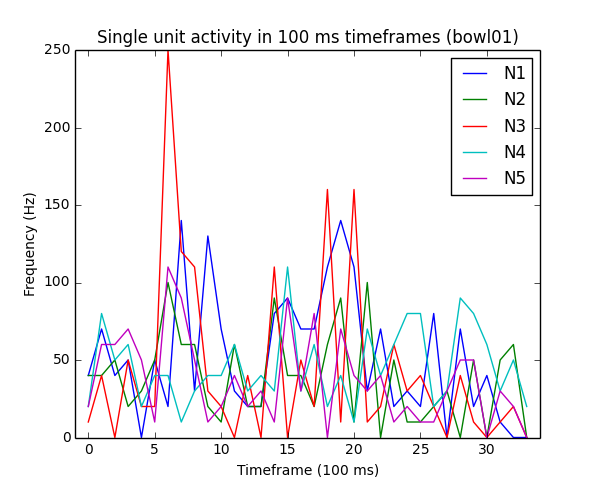 Single unit activity in 100 ms timeframes (bowl01)
250
200
150
100
50
0
Frequency (Hz)
N1
N2
N3
N4
N5
0 5 10 15 20 25 30
Timeframe (100 ms)